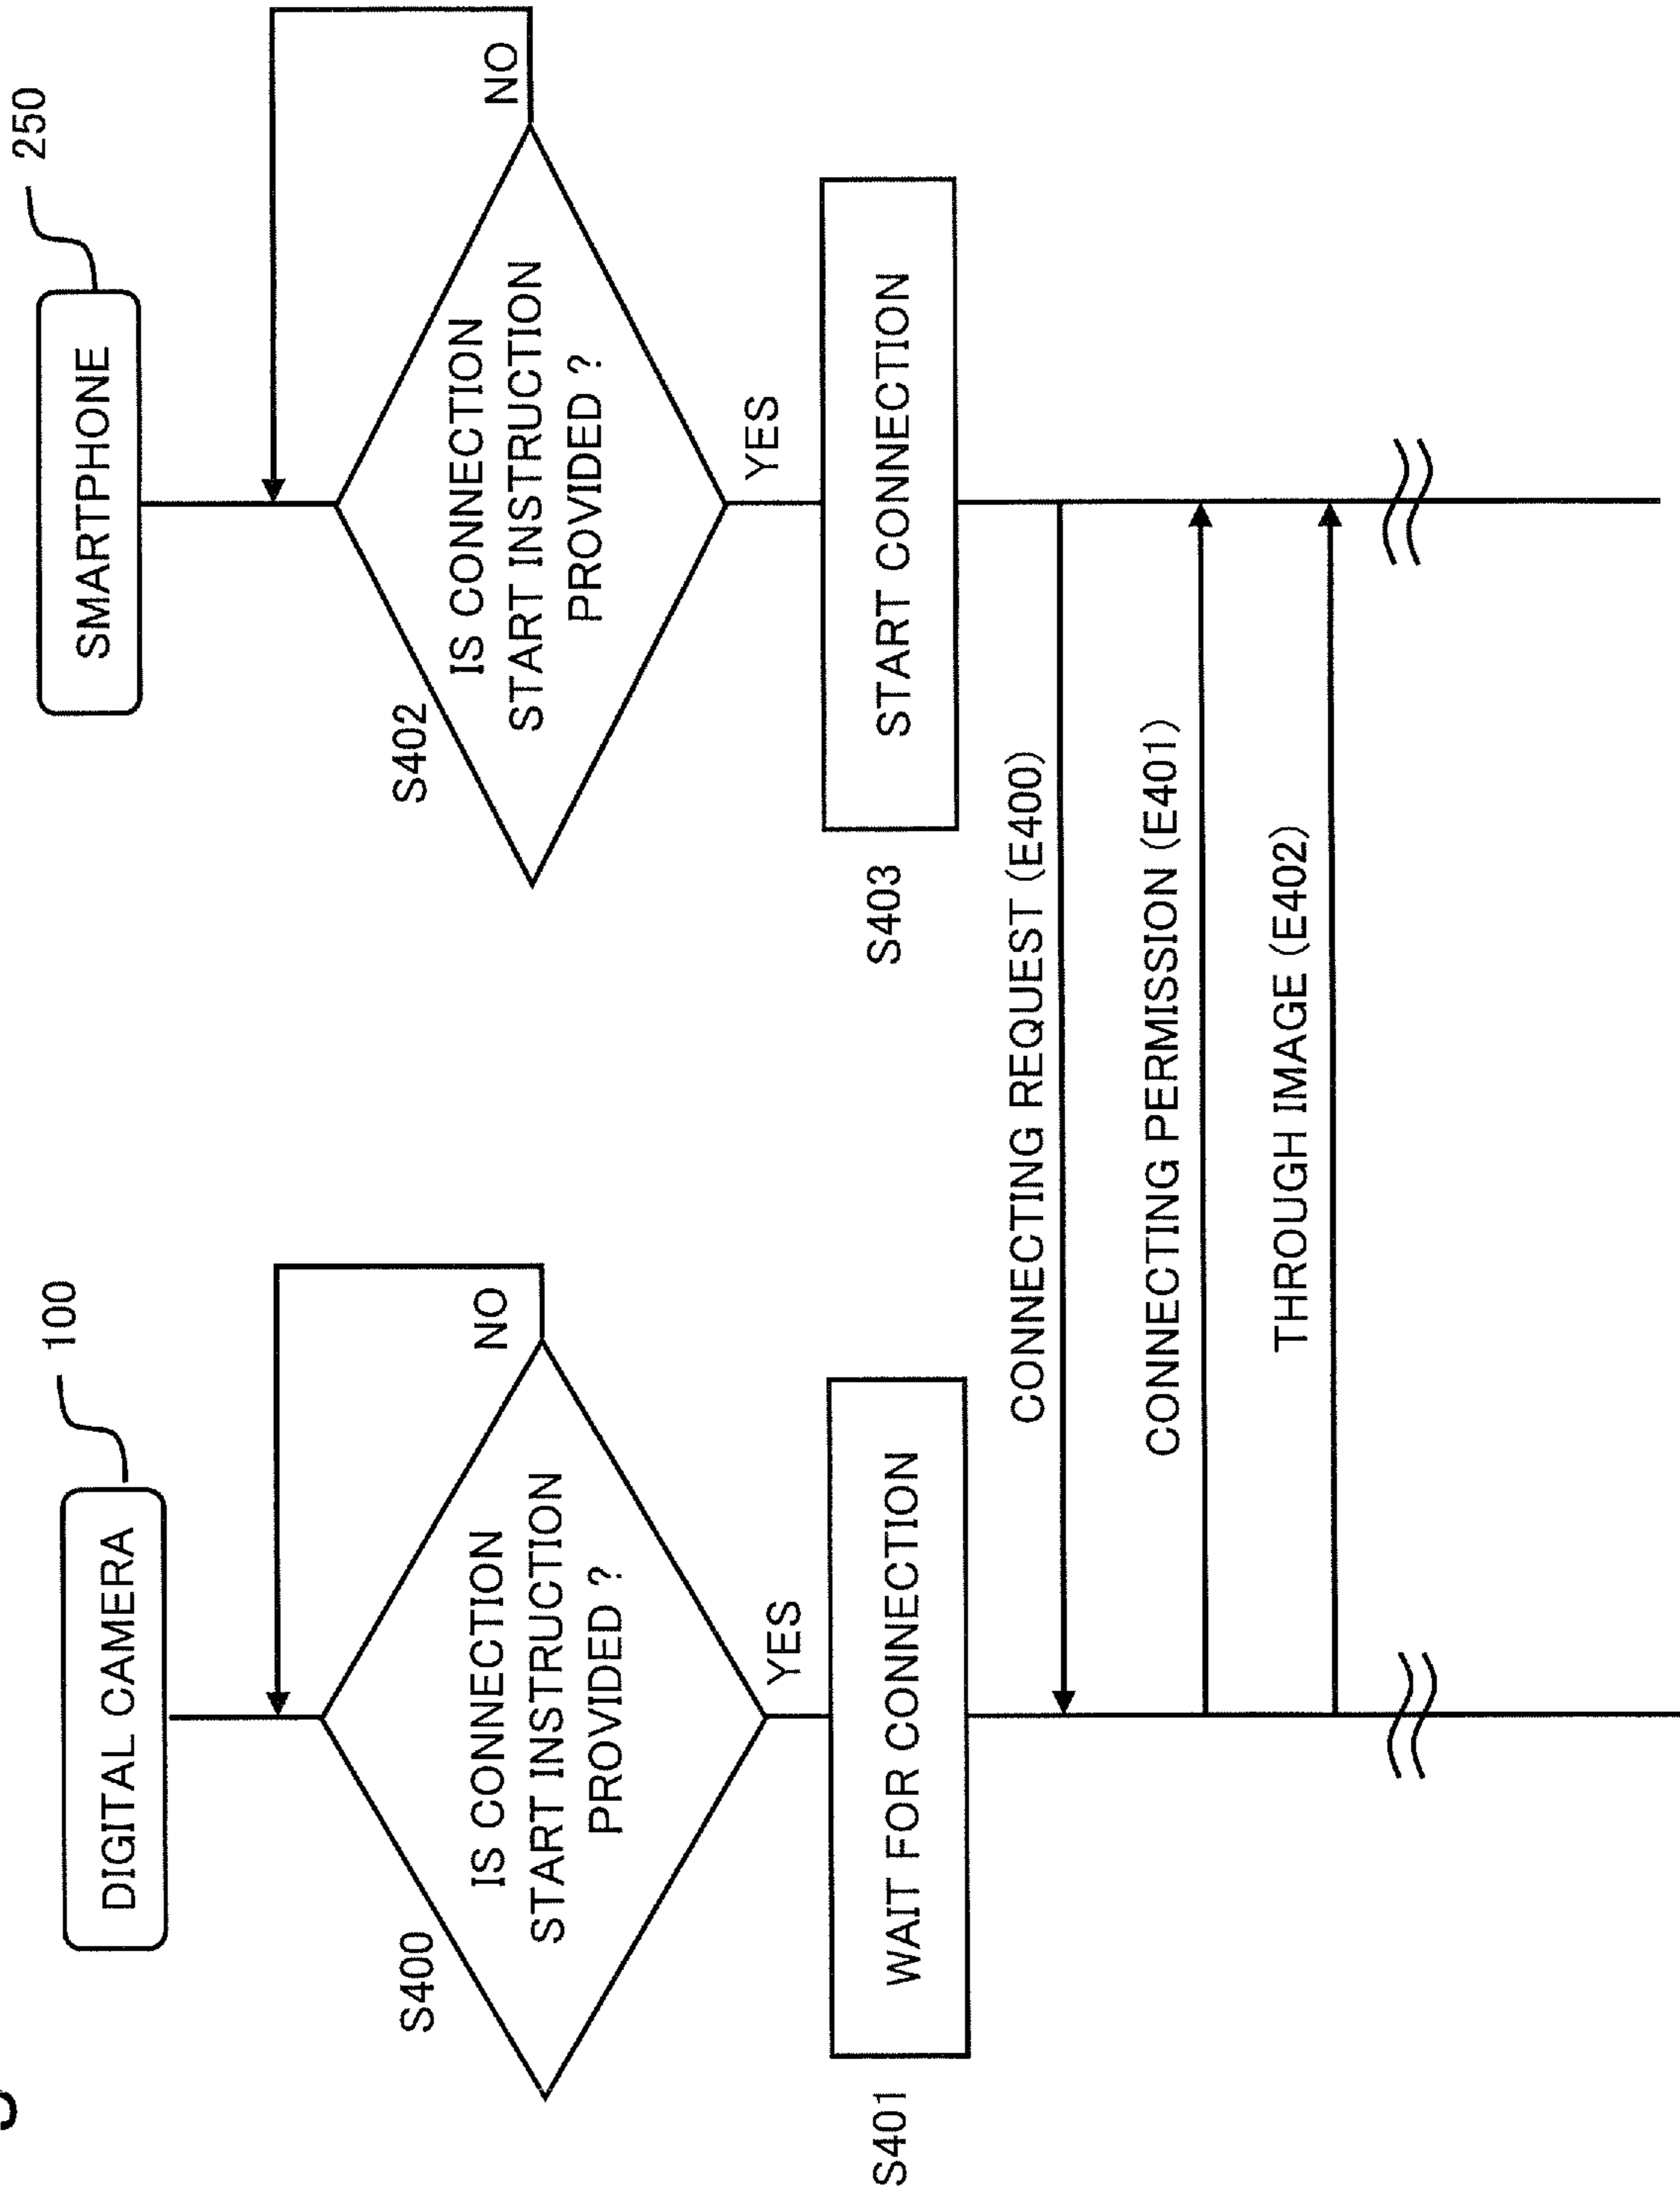 100
DIGITAL CAMERA
S400
IS CONNECTION
START INSTRUCTION
PROVIDED ?
NO
YES
S401
WAIT FOR CONNECTION
250
SMARTPHONE
S402
IS CONNECTION
START INSTRUCTION
PROVIDED ?
NO
YES
S403
START CONNECTION
CONNECTING REQUEST (E400)
CONNECTING PERMISSION (E401)
THROUGH IMAGE (E402)